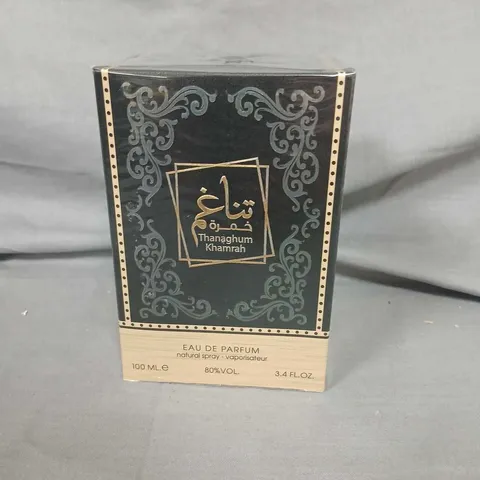 تناغم
خمرة
Thanaghum
Khamrah
EAU DE PARFUM
natural spray - vaporisateur
100 ML.e 80%VOL. 3.4 FL.OZ.